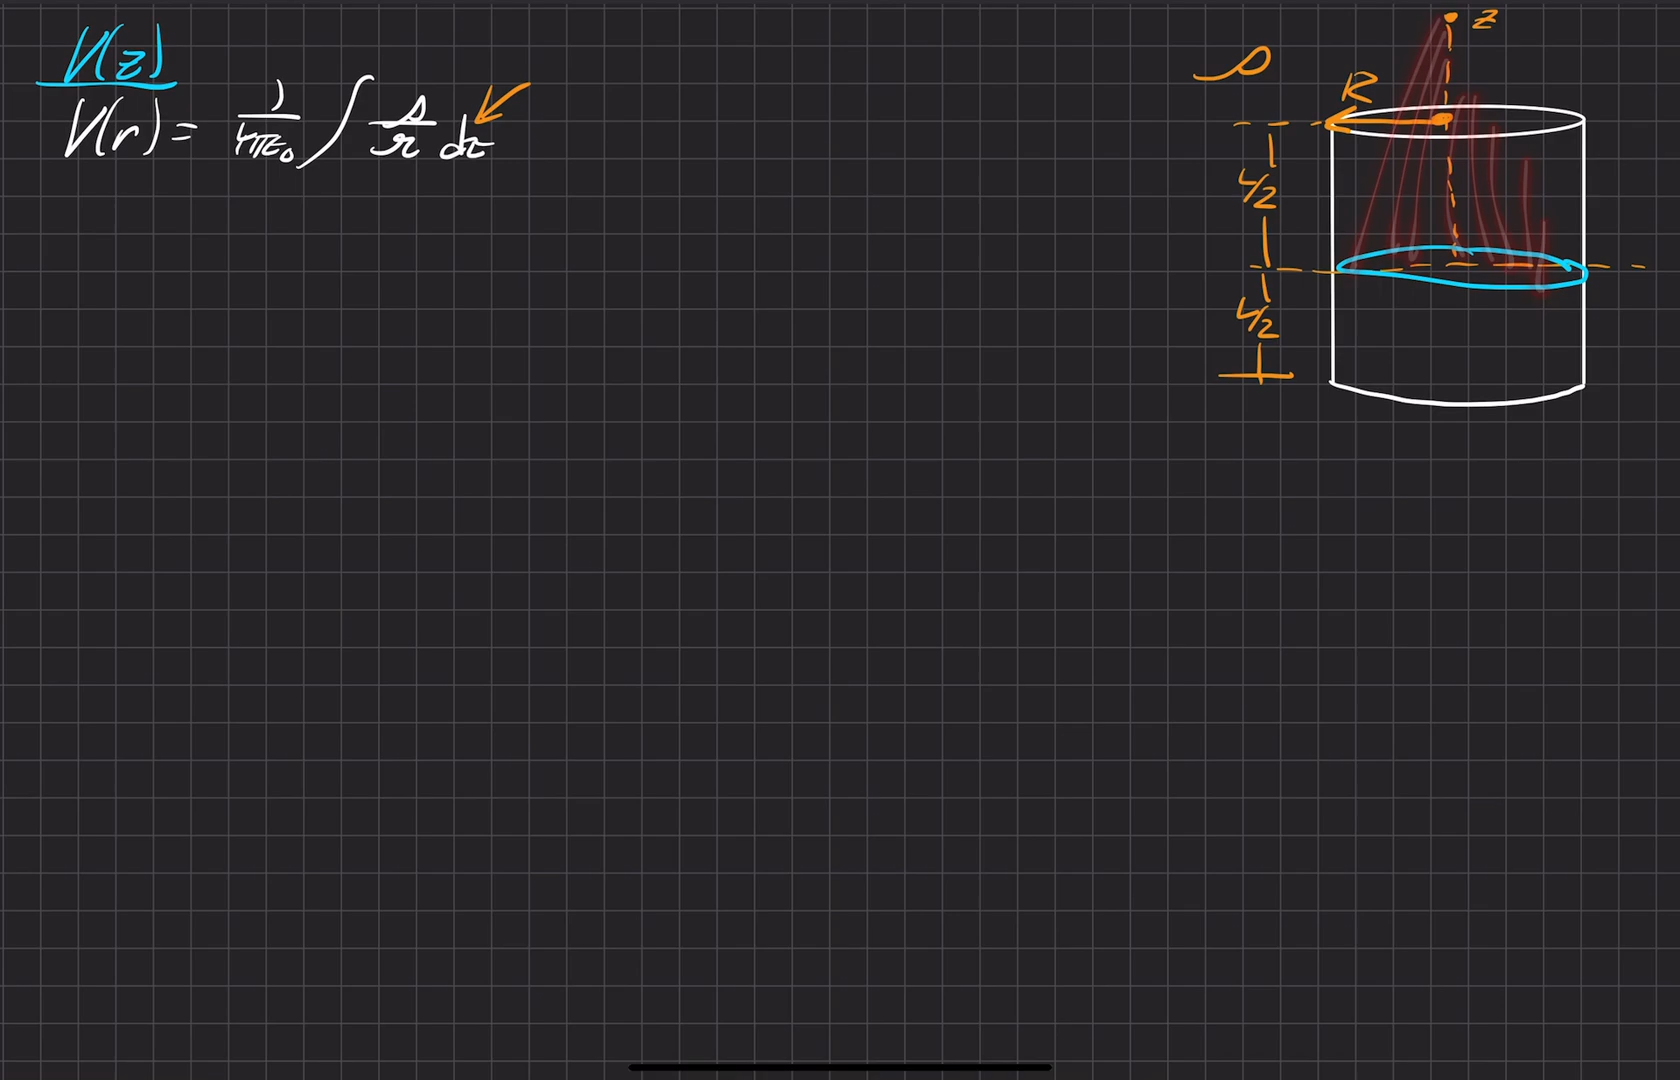 V(z)
V(r) = 1/4πε₀ ∫ ρ/𝓇 dτ
ρ
z
R
L/2
L/2